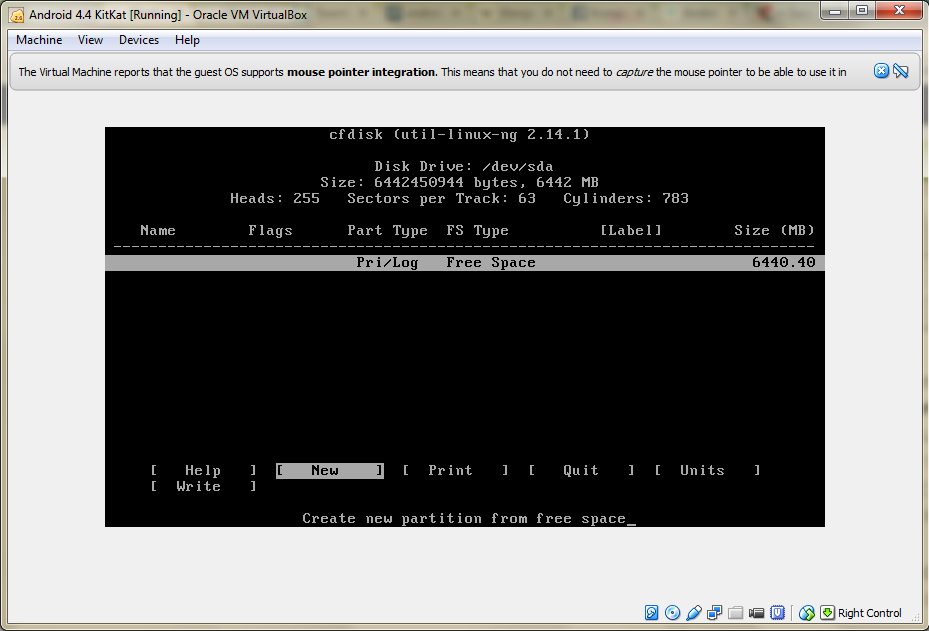 Android 4.4 KitKat [Running] - Oracle VM VirtualBox
Machine View Devices Help
The Virtual Machine reports that the guest OS supports mouse pointer integration. This means that you do not need to capture the mouse pointer to be able to use it in
cfdisk (util-linux-ng 2.14.1)
Disk Drive: /dev/sda
Size: 6442450944 bytes, 6442 MB
Heads: 255 Sectors per Track: 63 Cylinders: 783
Name Flags Part Type FS Type [Label] Size (MB)
Pri/Log Free Space 6440.40
[ Help ] [ New ] [ Print ] [ Quit ] [ Units ]
[ Write ]
Create new partition from free space_
Right Control